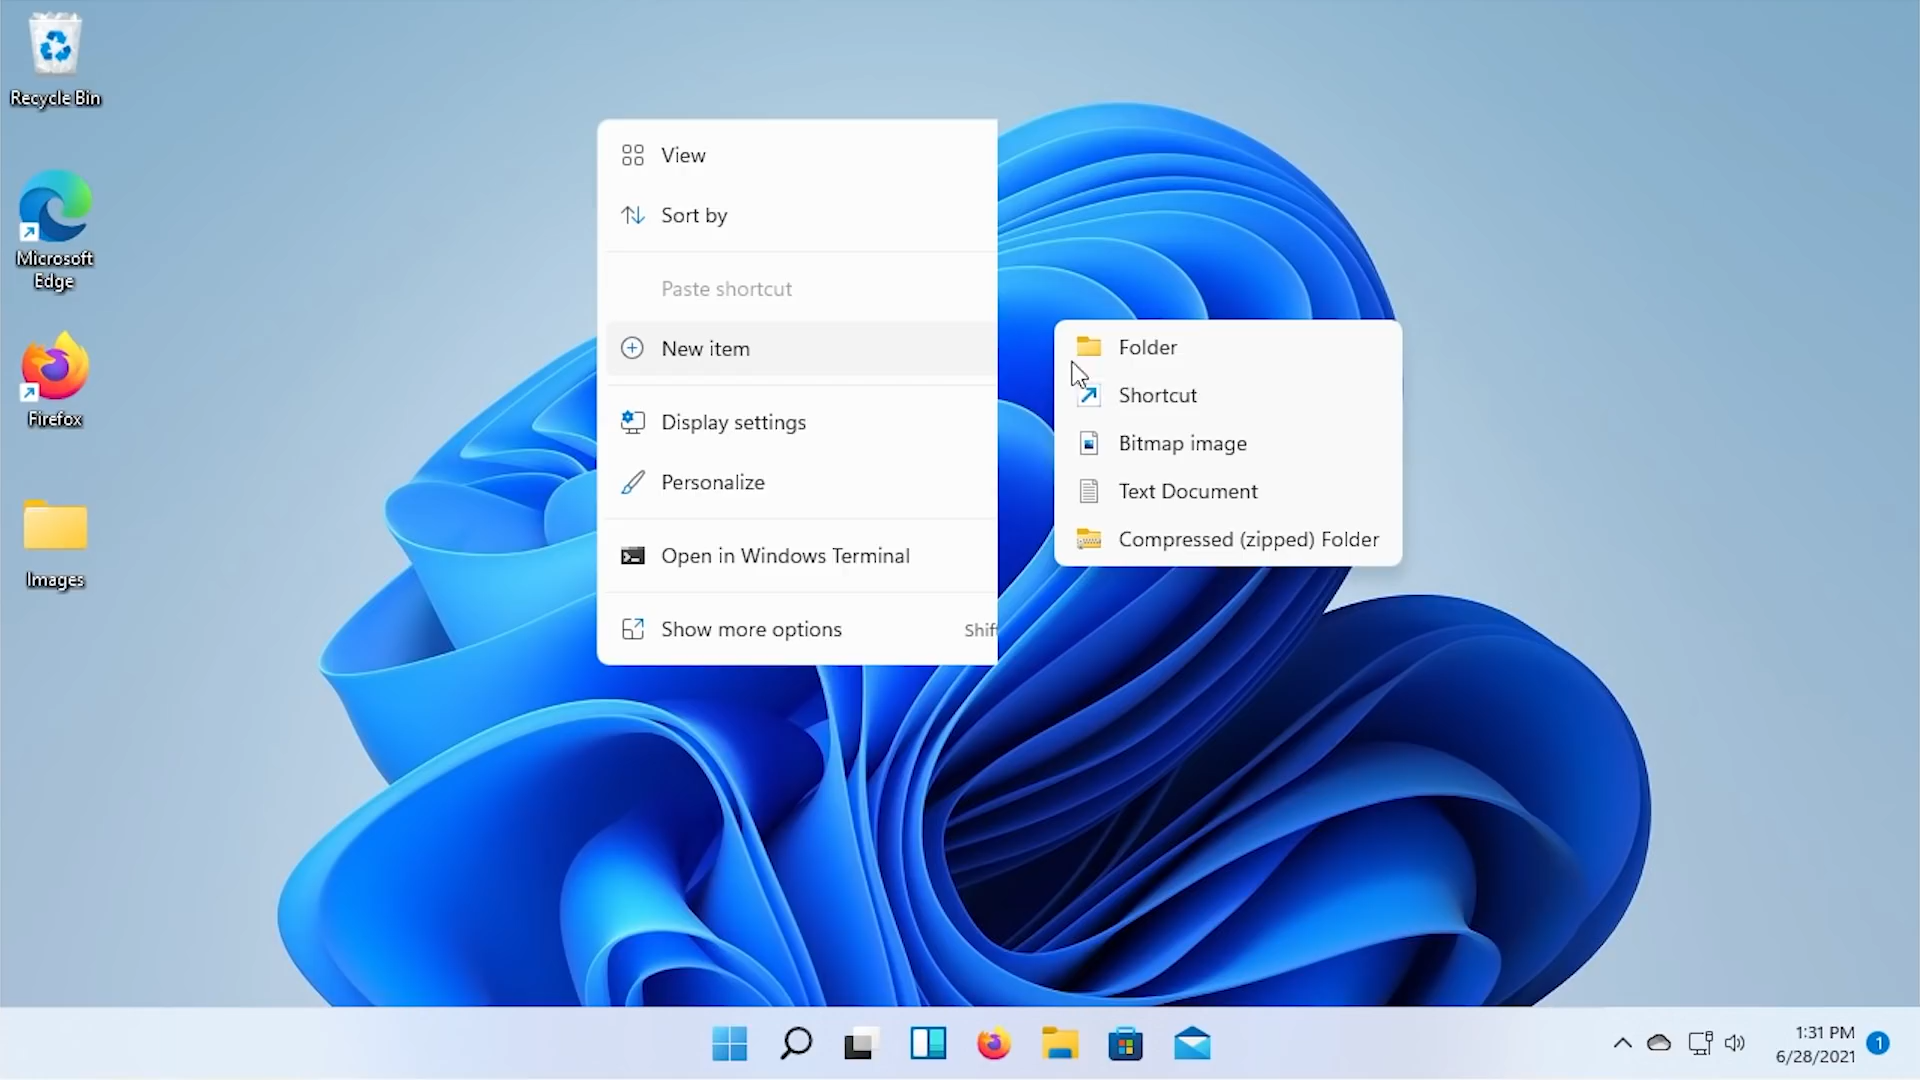 Recycle Bin
Microsoft
Edge
Firefox
Images
View
Sort by
Paste shortcut
New item
Display settings
Personalize
Open in Windows Terminal
Show more options Shift
Folder
Shortcut
Bitmap image
Text Document
Compressed (zipped) Folder
1:31 PM
6/28/2021
1